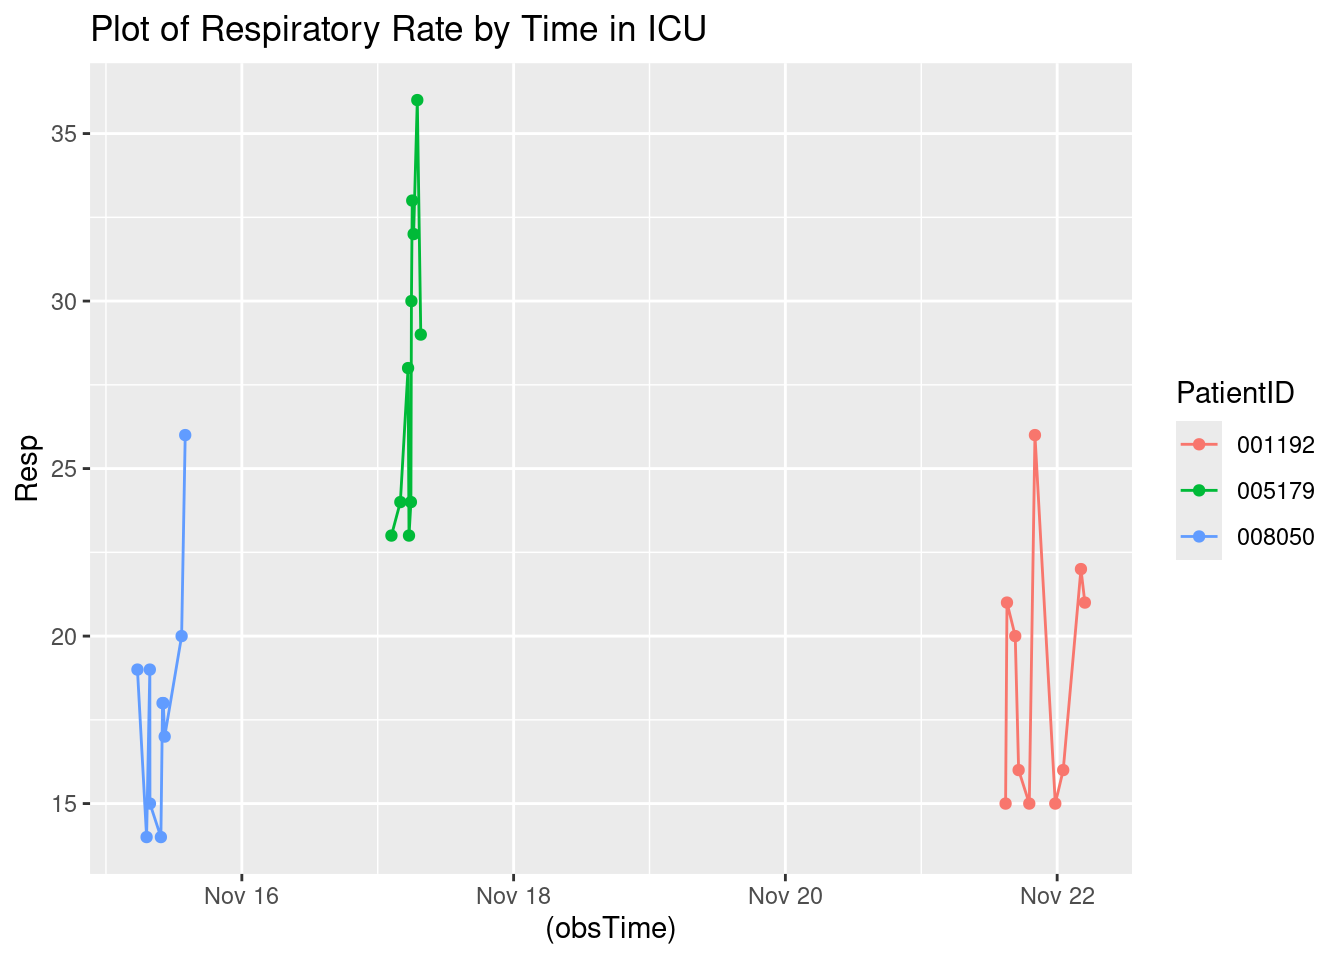 Plot of Respiratory Rate by Time in ICU
35
30
25
20
15
Resp
Nov 16
Nov 18
Nov 20
Nov 22
(obsTime)
PatientID
001192
005179
008050